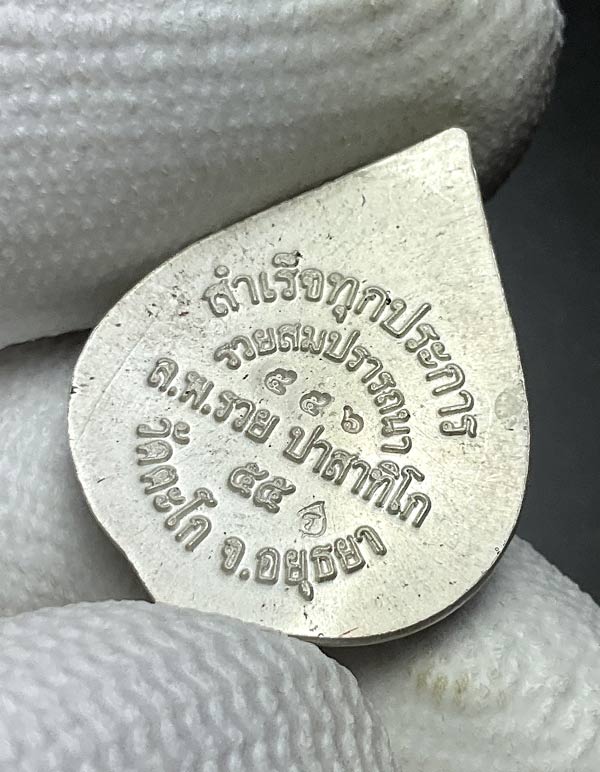 สำเร็จทุกประการ
รวยสมปรารถนา
๕๕๖
ล.พ.รวย ปาสาทิโก
๕๕
วัดตะโก จ.อยุธยา